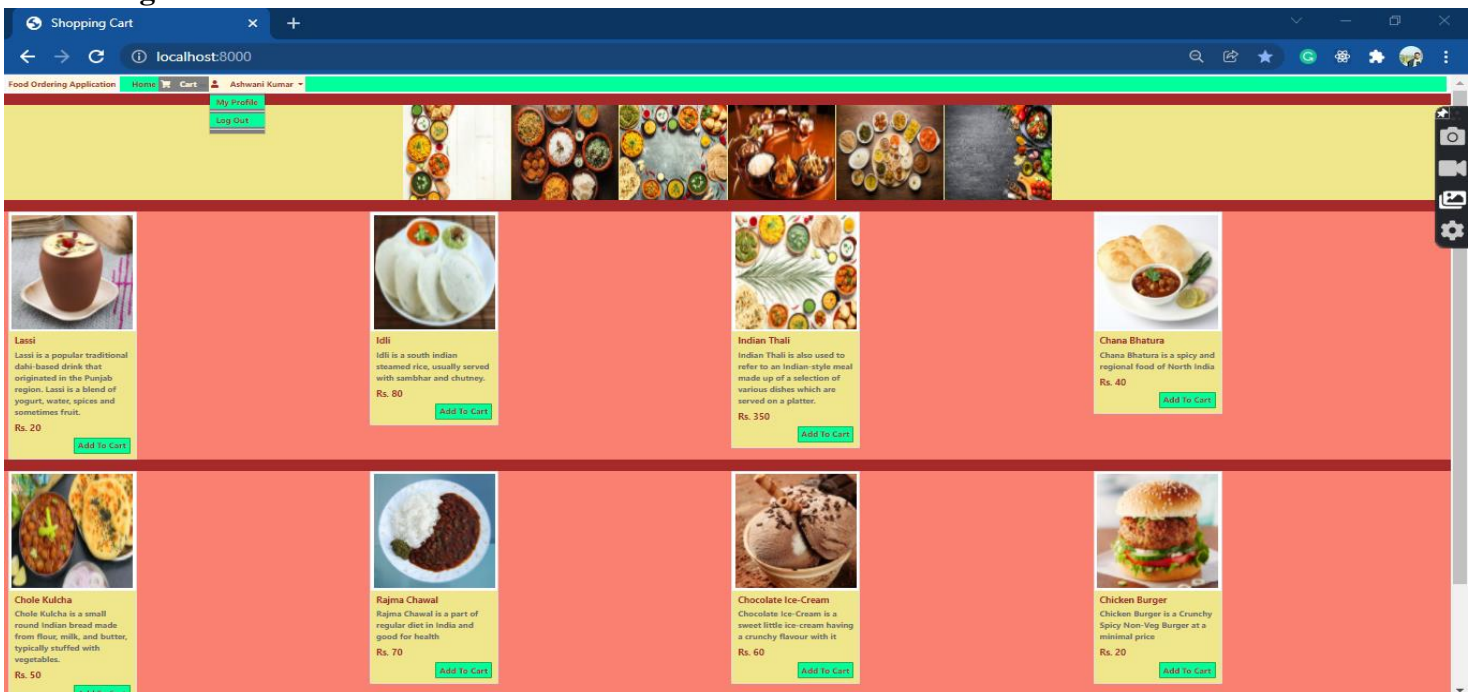 Shopping Cart
localhost:8000
Food Ordering Application Home Cart Ashwani Kumar
My Profile
Log Out
Lassi
Lassi is a popular traditional
dahi-based drink that
originated in the Punjab
region. Lassi is a blend of
yogurt, water, spices and
sometimes fruit.
Rs. 20
Add To Cart
Idli
Idli is a south indian
steamed rice, usually served
with sambhar and chutney.
Rs. 80
Add To Cart
Indian Thali
Indian Thali is also used to
refer to an Indian-style meal
made up of a selection of
various dishes which are
served on a platter.
Rs. 350
Add To Cart
Chana Bhatura
Chana Bhatura is a spicy and
regional food of North India
Rs. 40
Add To Cart
Chole Kulcha
Chole Kulcha is a small
round Indian bread made
from flour, milk, and butter,
typically stuffed with
vegetables.
Rs. 50
Add To Cart
Rajma Chawal
Rajma Chawal is a part of
regular diet in India and
good for health
Rs. 70
Add To Cart
Chocolate Ice-Cream
Chocolate Ice-Cream is a
sweet little ice-cream having
a crunchy flavour with it
Rs. 60
Add To Cart
Chicken Burger
Chicken Burger is a Crunchy
Spicy Non-Veg Burger at a
minimal price
Rs. 20
Add To Cart